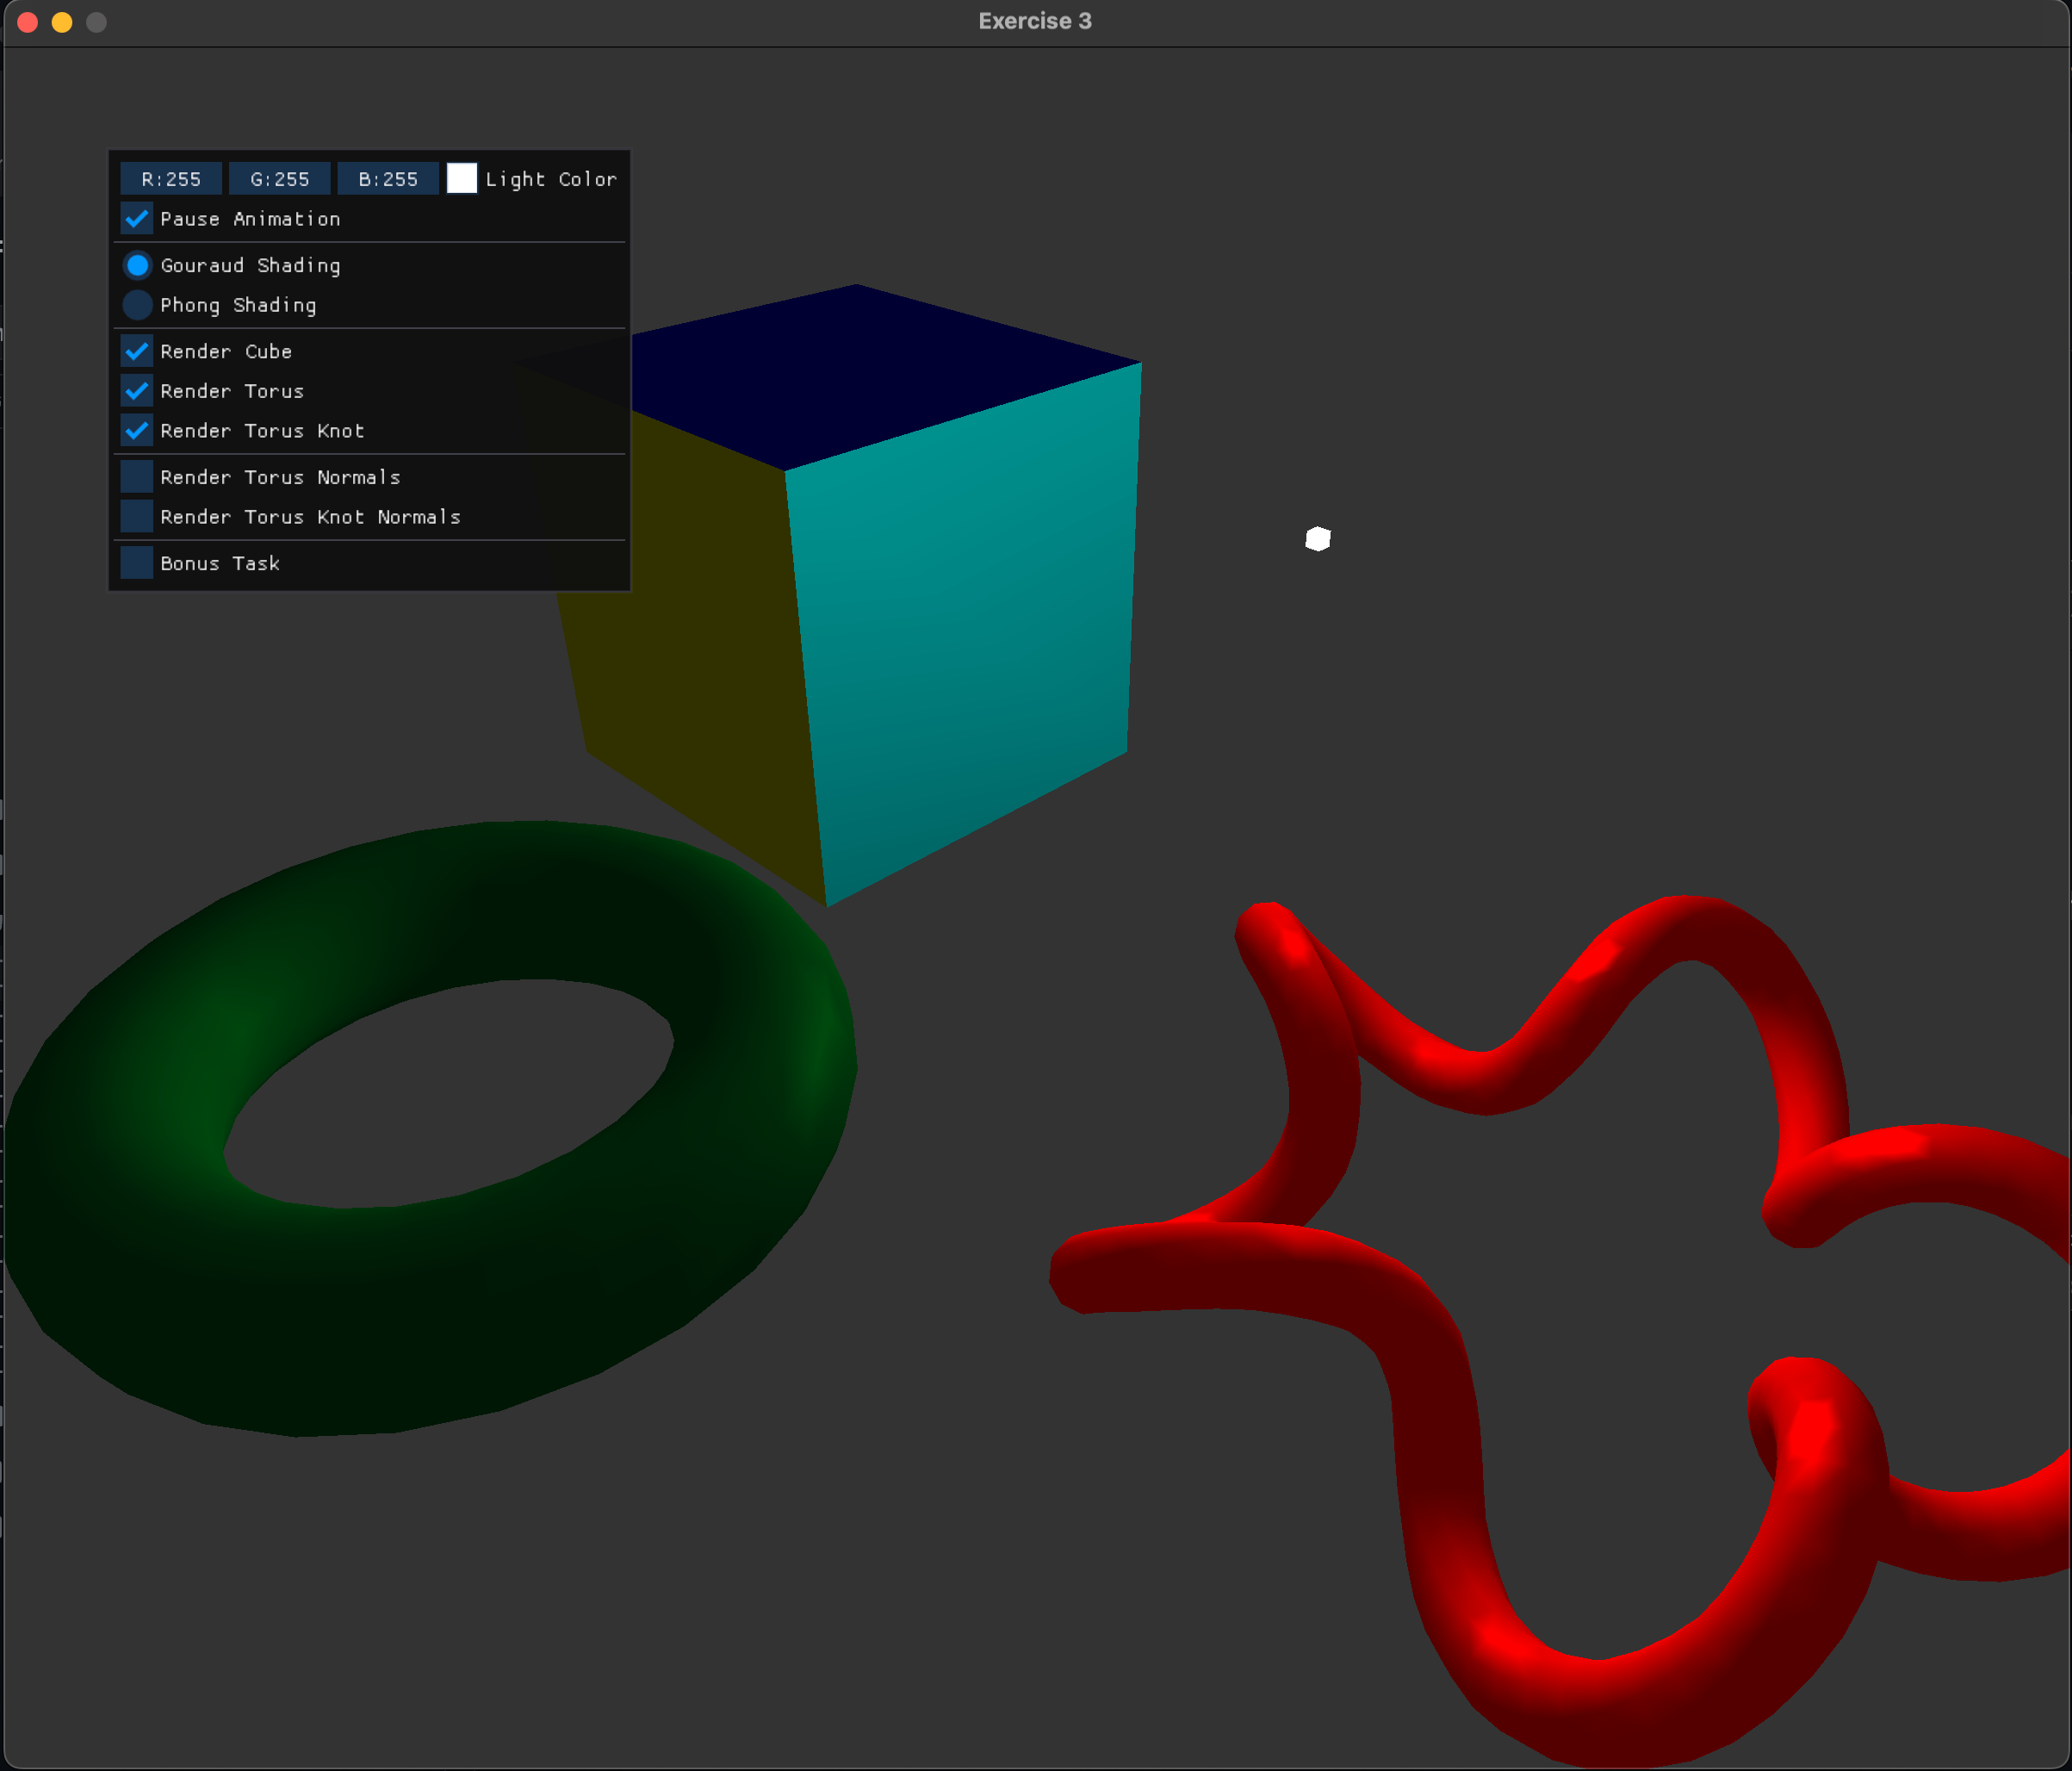 Exercise 3
R:255 G:255 B:255 Light Color
Pause Animation
Gouraud Shading
Phong Shading
Render Cube
Render Torus
Render Torus Knot
Render Torus Normals
Render Torus Knot Normals
Bonus Task